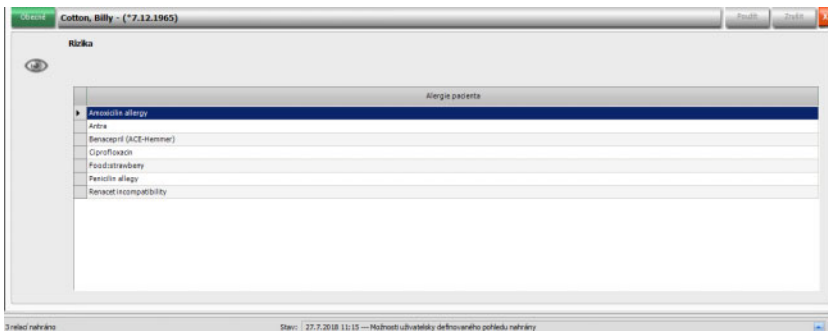 Obecné
Cotton, Billy - (*7.12.1965)
Použít
Zrušit
X
Rizika
Alergie pacienta
Amoxicilin allergy
Antra
Benacepril (ACE-Hemmer)
Ciprofloxacin
Food:strawbery
Penicilin allegy
Renacet incompatibility
3 relací nahráno
Stav: 27.7.2018 11:15 — Možnosti uživatelsky definovaného pohledu nahrány